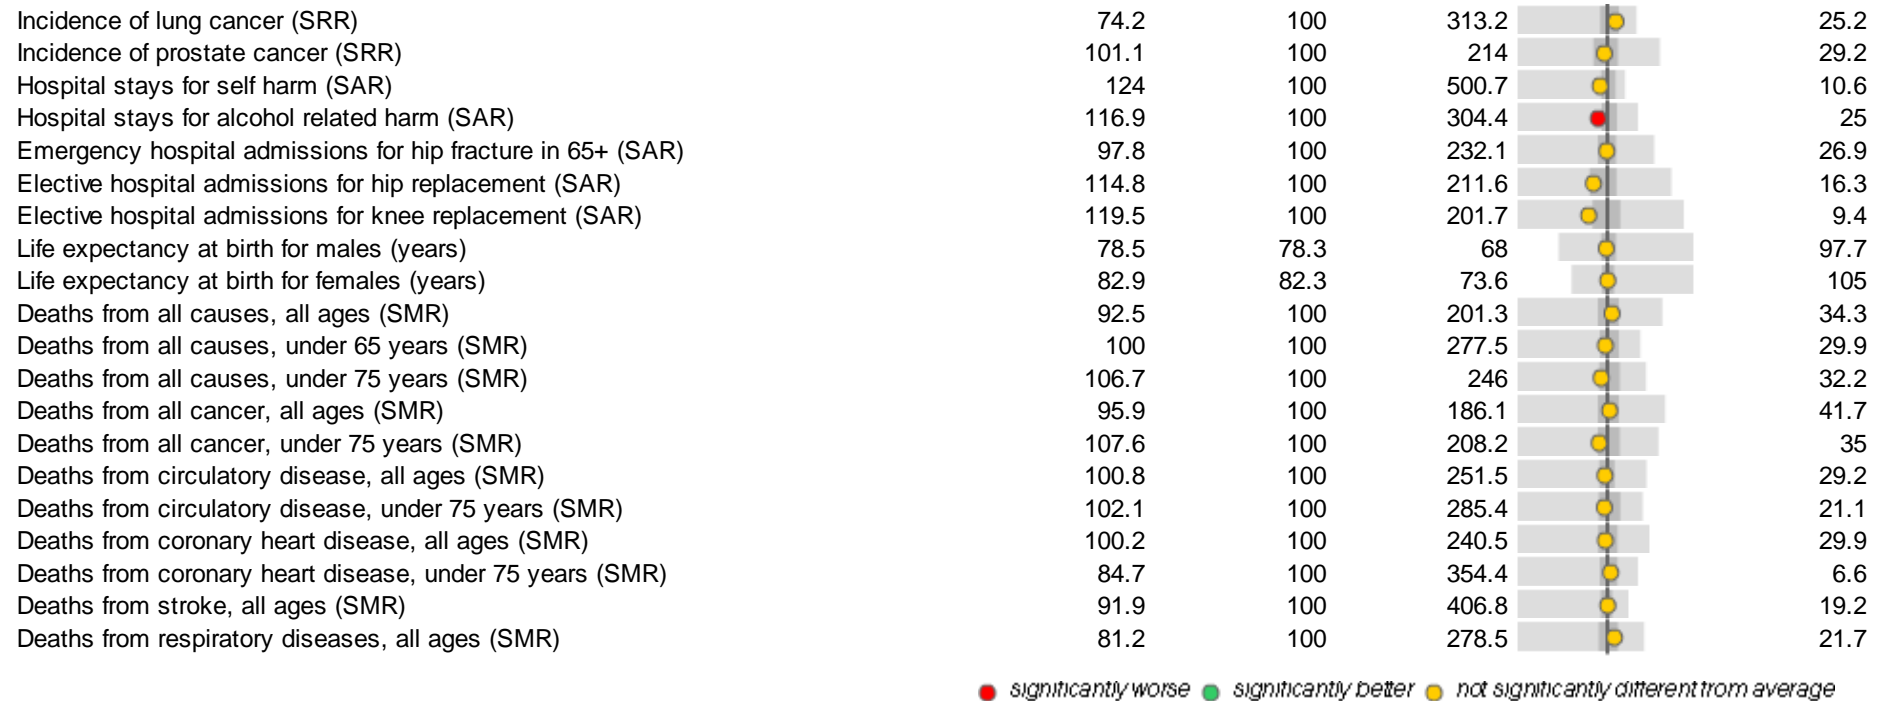 Incidence of lung cancer (SRR) 74.2 100 313.2 25.2
Incidence of prostate cancer (SRR) 101.1 100 214 29.2
Hospital stays for self harm (SAR) 124 100 500.7 10.6
Hospital stays for alcohol related harm (SAR) 116.9 100 304.4 25
Emergency hospital admissions for hip fracture in 65+ (SAR) 97.8 100 232.1 26.9
Elective hospital admissions for hip replacement (SAR) 114.8 100 211.6 16.3
Elective hospital admissions for knee replacement (SAR) 119.5 100 201.7 9.4
Life expectancy at birth for males (years) 78.5 78.3 68 97.7
Life expectancy at birth for females (years) 82.9 82.3 73.6 105
Deaths from all causes, all ages (SMR) 92.5 100 201.3 34.3
Deaths from all causes, under 65 years (SMR) 100 100 277.5 29.9
Deaths from all causes, under 75 years (SMR) 106.7 100 246 32.2
Deaths from all cancer, all ages (SMR) 95.9 100 186.1 41.7
Deaths from all cancer, under 75 years (SMR) 107.6 100 208.2 35
Deaths from circulatory disease, all ages (SMR) 100.8 100 251.5 29.2
Deaths from circulatory disease, under 75 years (SMR) 102.1 100 285.4 21.1
Deaths from coronary heart disease, all ages (SMR) 100.2 100 240.5 29.9
Deaths from coronary heart disease, under 75 years (SMR) 84.7 100 354.4 6.6
Deaths from stroke, all ages (SMR) 91.9 100 406.8 19.2
Deaths from respiratory diseases, all ages (SMR) 81.2 100 278.5 21.7
significantly worse significantly better not significantly different from average